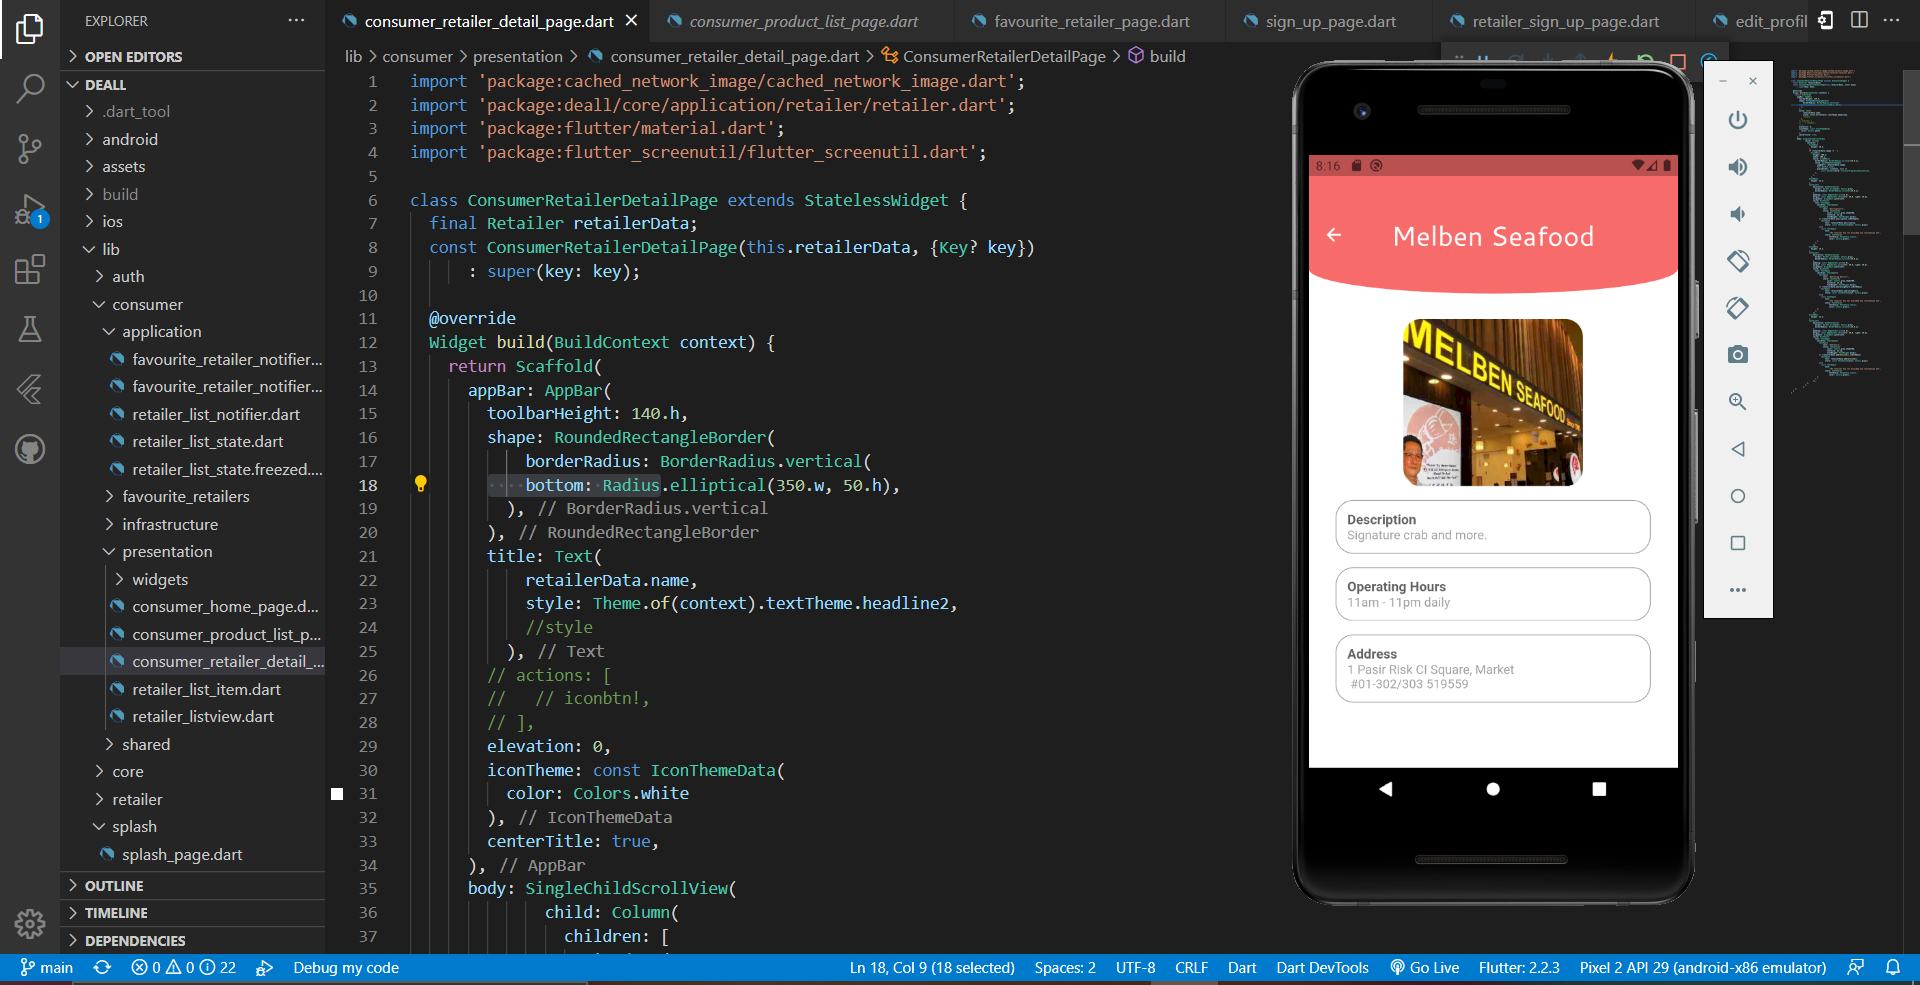 EXPLORER
OPEN EDITORS
DEALL
.dart_tool
android
assets
build
ios
lib
auth
consumer
application
favourite_retailer_notifier...
favourite_retailer_notifier...
retailer_list_notifier.dart
retailer_list_state.dart
retailer_list_state.freezed....
favourite_retailers
infrastructure
presentation
widgets
consumer_home_page.d...
consumer_product_list_p...
consumer_retailer_detail_...
retailer_list_item.dart
retailer_listview.dart
shared
core
retailer
splash
splash_page.dart
OUTLINE
TIMELINE
DEPENDENCIES
1
consumer_retailer_detail_page.dart
consumer_product_list_page.dart
favourite_retailer_page.dart
sign_up_page.dart
retailer_sign_up_page.dart
edit_profil
lib > consumer > presentation > consumer_retailer_detail_page.dart > ConsumerRetailerDetailPage > build
1 import 'package:cached_network_image/cached_network_image.dart';
2 import 'package:deall/core/application/retailer/retailer.dart';
3 import 'package:flutter/material.dart';
4 import 'package:flutter_screenutil/flutter_screenutil.dart';
5
6 class ConsumerRetailerDetailPage extends StatelessWidget {
7 final Retailer retailerData;
8 const ConsumerRetailerDetailPage(this.retailerData, {Key? key})
9 : super(key: key);
10
11 @override
12 Widget build(BuildContext context) {
13 return Scaffold(
14 appBar: AppBar(
15 toolbarHeight: 140.h,
16 shape: RoundedRectangleBorder(
17 borderRadius: BorderRadius.vertical(
18 bottom: Radius.elliptical(350.w, 50.h),
19 ), // BorderRadius.vertical
20 ), // RoundedRectangleBorder
21 title: Text(
22 retailerData.name,
23 style: Theme.of(context).textTheme.headline2,
24 //style
25 ), // Text
26 // actions: [
27 // // iconbtn!,
28 // ],
29 elevation: 0,
30 iconTheme: const IconThemeData(
31 color: Colors.white
32 ), // IconThemeData
33 centerTitle: true,
34 ), // AppBar
35 body: SingleChildScrollView(
36 child: Column(
37 children: [
8:16
Melben Seafood
MELBEN SEAFOOD
Description
Signature crab and more.
Operating Hours
11am - 11pm daily
Address
1 Pasir Risk Cl Square, Market
#01-302/303 519559
main
0 0 22
Debug my code
Ln 18, Col 9 (18 selected)
Spaces: 2
UTF-8
CRLF
Dart
Dart DevTools
Go Live
Flutter: 2.2.3
Pixel 2 API 29 (android-x86 emulator)